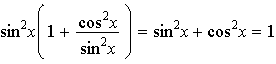 sin²x(1 + cos²x/sin²x) = sin²x + cos²x = 1